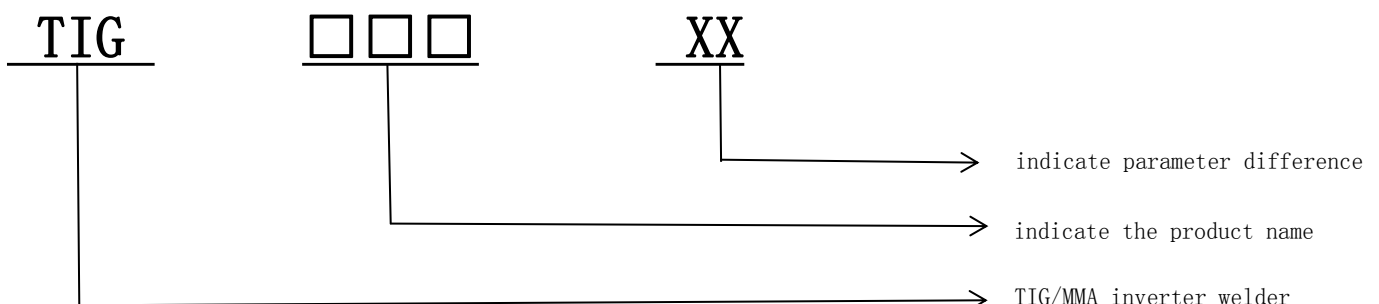 TIG □□□ XX
indicate parameter difference
indicate the product name
TIG/MMA inverter welder